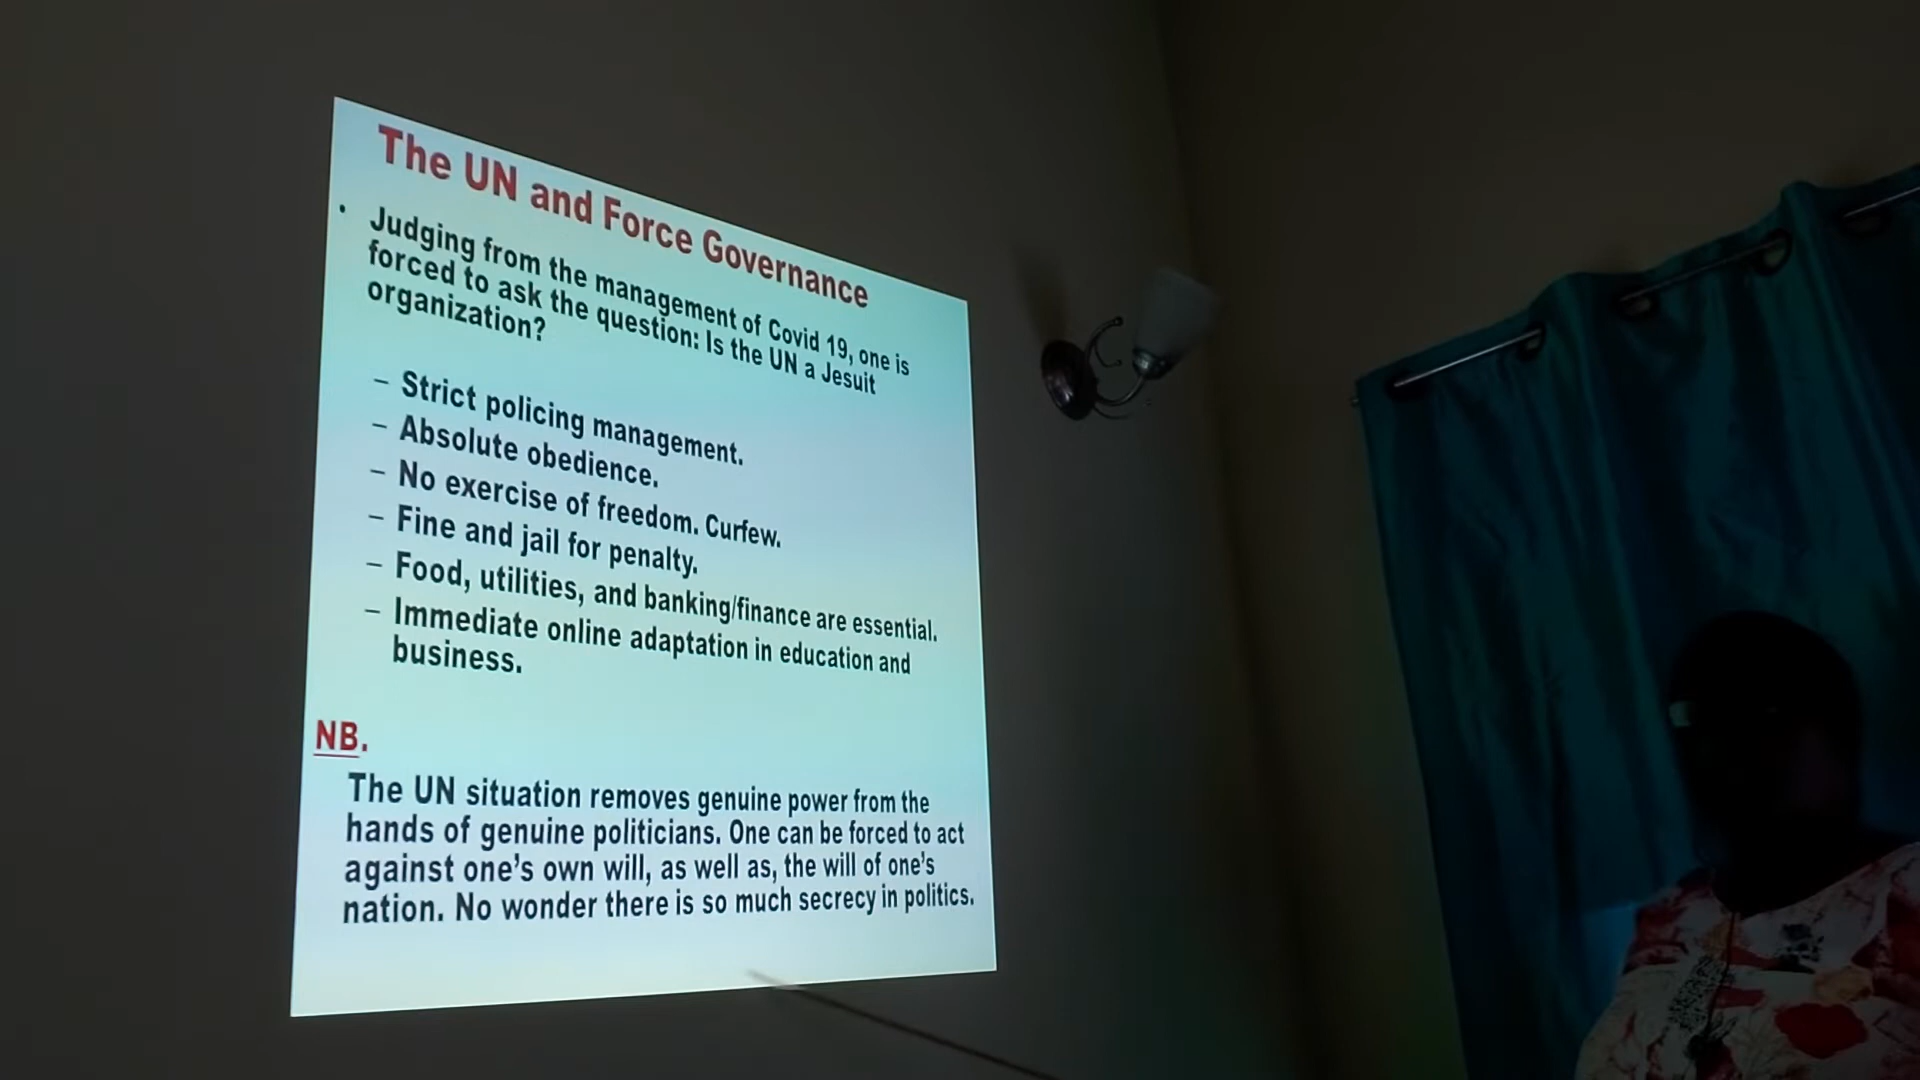 The UN and Force Governance
• Judging from the management of Covid 19, one is
forced to ask the question: Is the UN a Jesuit
organization?
– Strict policing management.
– Absolute obedience.
– No exercise of freedom. Curfew.
– Fine and jail for penalty.
– Food, utilities, and banking/finance are essential.
– Immediate online adaptation in education and
business.
NB.
The UN situation removes genuine power from the
hands of genuine politicians. One can be forced to act
against one's own will, as well as, the will of one's
nation. No wonder there is so much secrecy in politics.